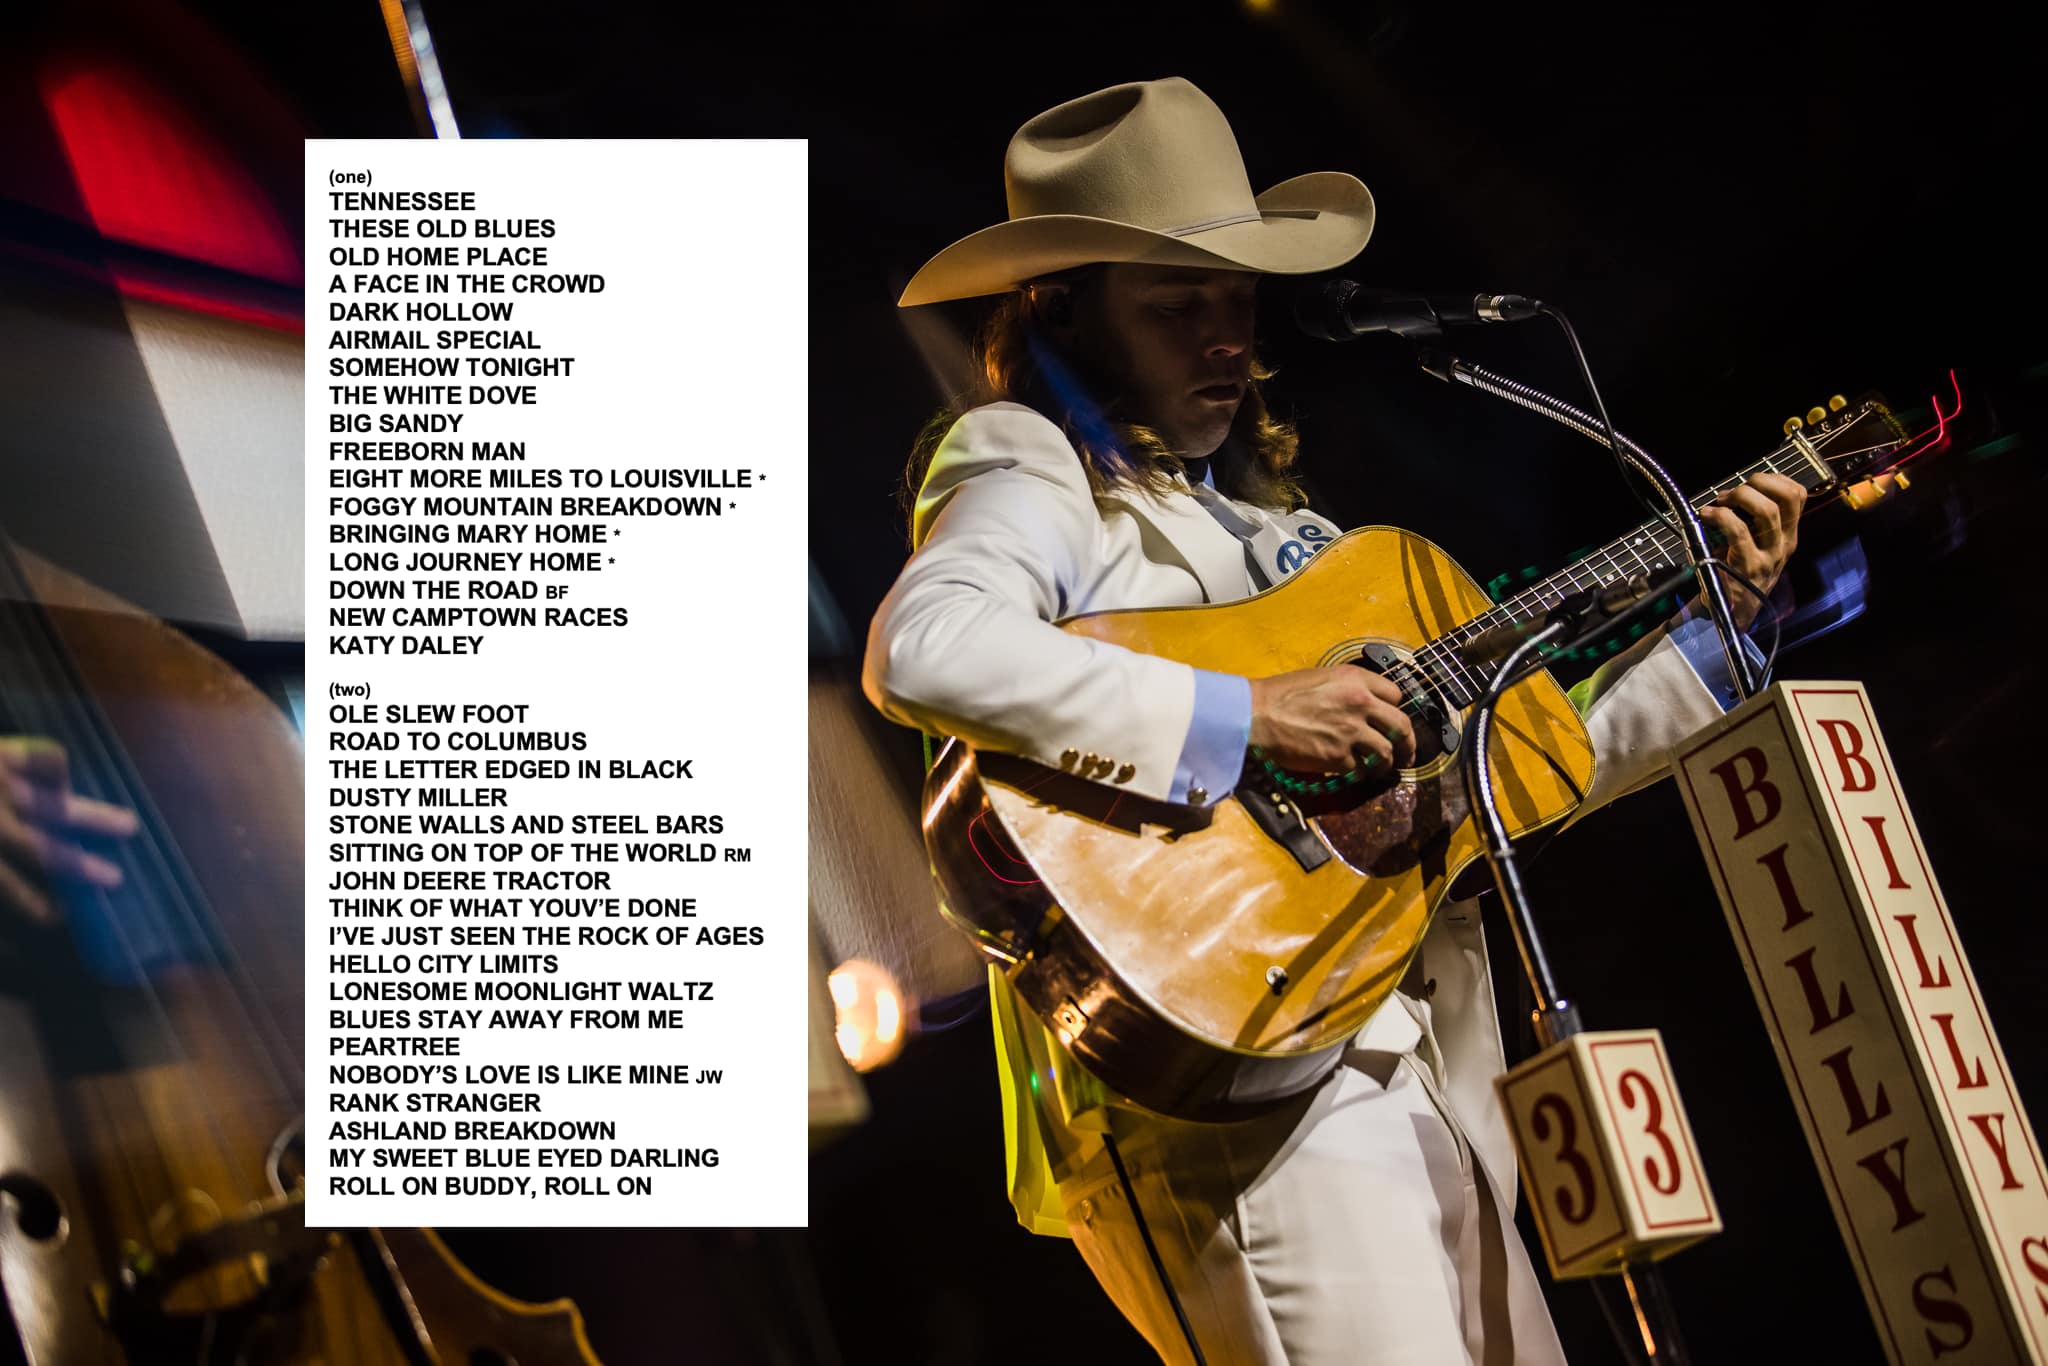 (one)
TENNESSEE
THESE OLD BLUES
OLD HOME PLACE
A FACE IN THE CROWD
DARK HOLLOW
AIRMAIL SPECIAL
SOMEHOW TONIGHT
THE WHITE DOVE
BIG SANDY
FREEBORN MAN
EIGHT MORE MILES TO LOUISVILLE *
FOGGY MOUNTAIN BREAKDOWN *
BRINGING MARY HOME *
LONG JOURNEY HOME *
DOWN THE ROAD BF
NEW CAMPTOWN RACES
KATY DALEY
(two)
OLE SLEW FOOT
ROAD TO COLUMBUS
THE LETTER EDGED IN BLACK
DUSTY MILLER
STONE WALLS AND STEEL BARS
SITTING ON TOP OF THE WORLD RM
JOHN DEERE TRACTOR
THINK OF WHAT YOUV’E DONE
I’VE JUST SEEN THE ROCK OF AGES
HELLO CITY LIMITS
LONESOME MOONLIGHT WALTZ
BLUES STAY AWAY FROM ME
PEARTREE
NOBODY’S LOVE IS LIKE MINE JW
RANK STRANGER
ASHLAND BREAKDOWN
MY SWEET BLUE EYED DARLING
ROLL ON BUDDY, ROLL ON
BS
BILLY S
BILLY S
3
3